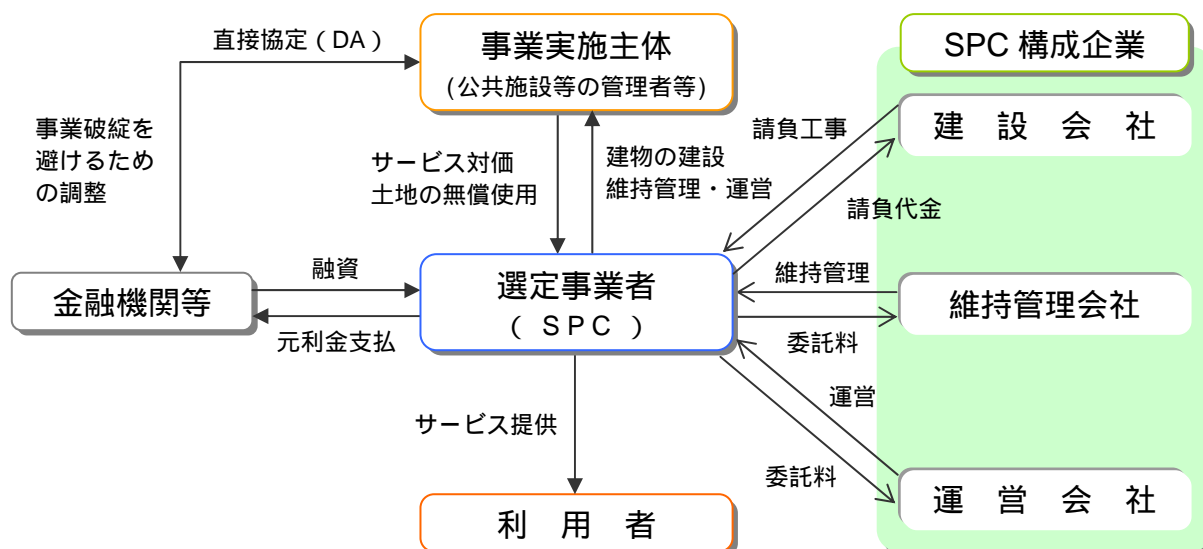 直接協定（DA）
事業実施主体
(公共施設等の管理者等)
SPC 構成企業
事業破綻を
避けるため
の調整
サービス対価
土地の無償使用
建物の建設
維持管理・運営
請負工事
建　設　会　社
請負代金
金融機関等
融資
元利金支払
選定事業者
（ＳＰＣ）
維持管理
委託料
維持管理会社
サービス提供
運営
委託料
運　営　会　社
利　用　者